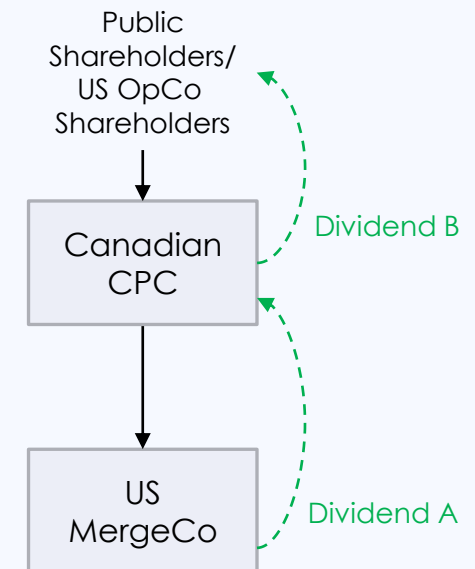 Public
Shareholders/
US OpCo
Shareholders
Dividend B
Canadian
CPC
US
MergeCo
Dividend A